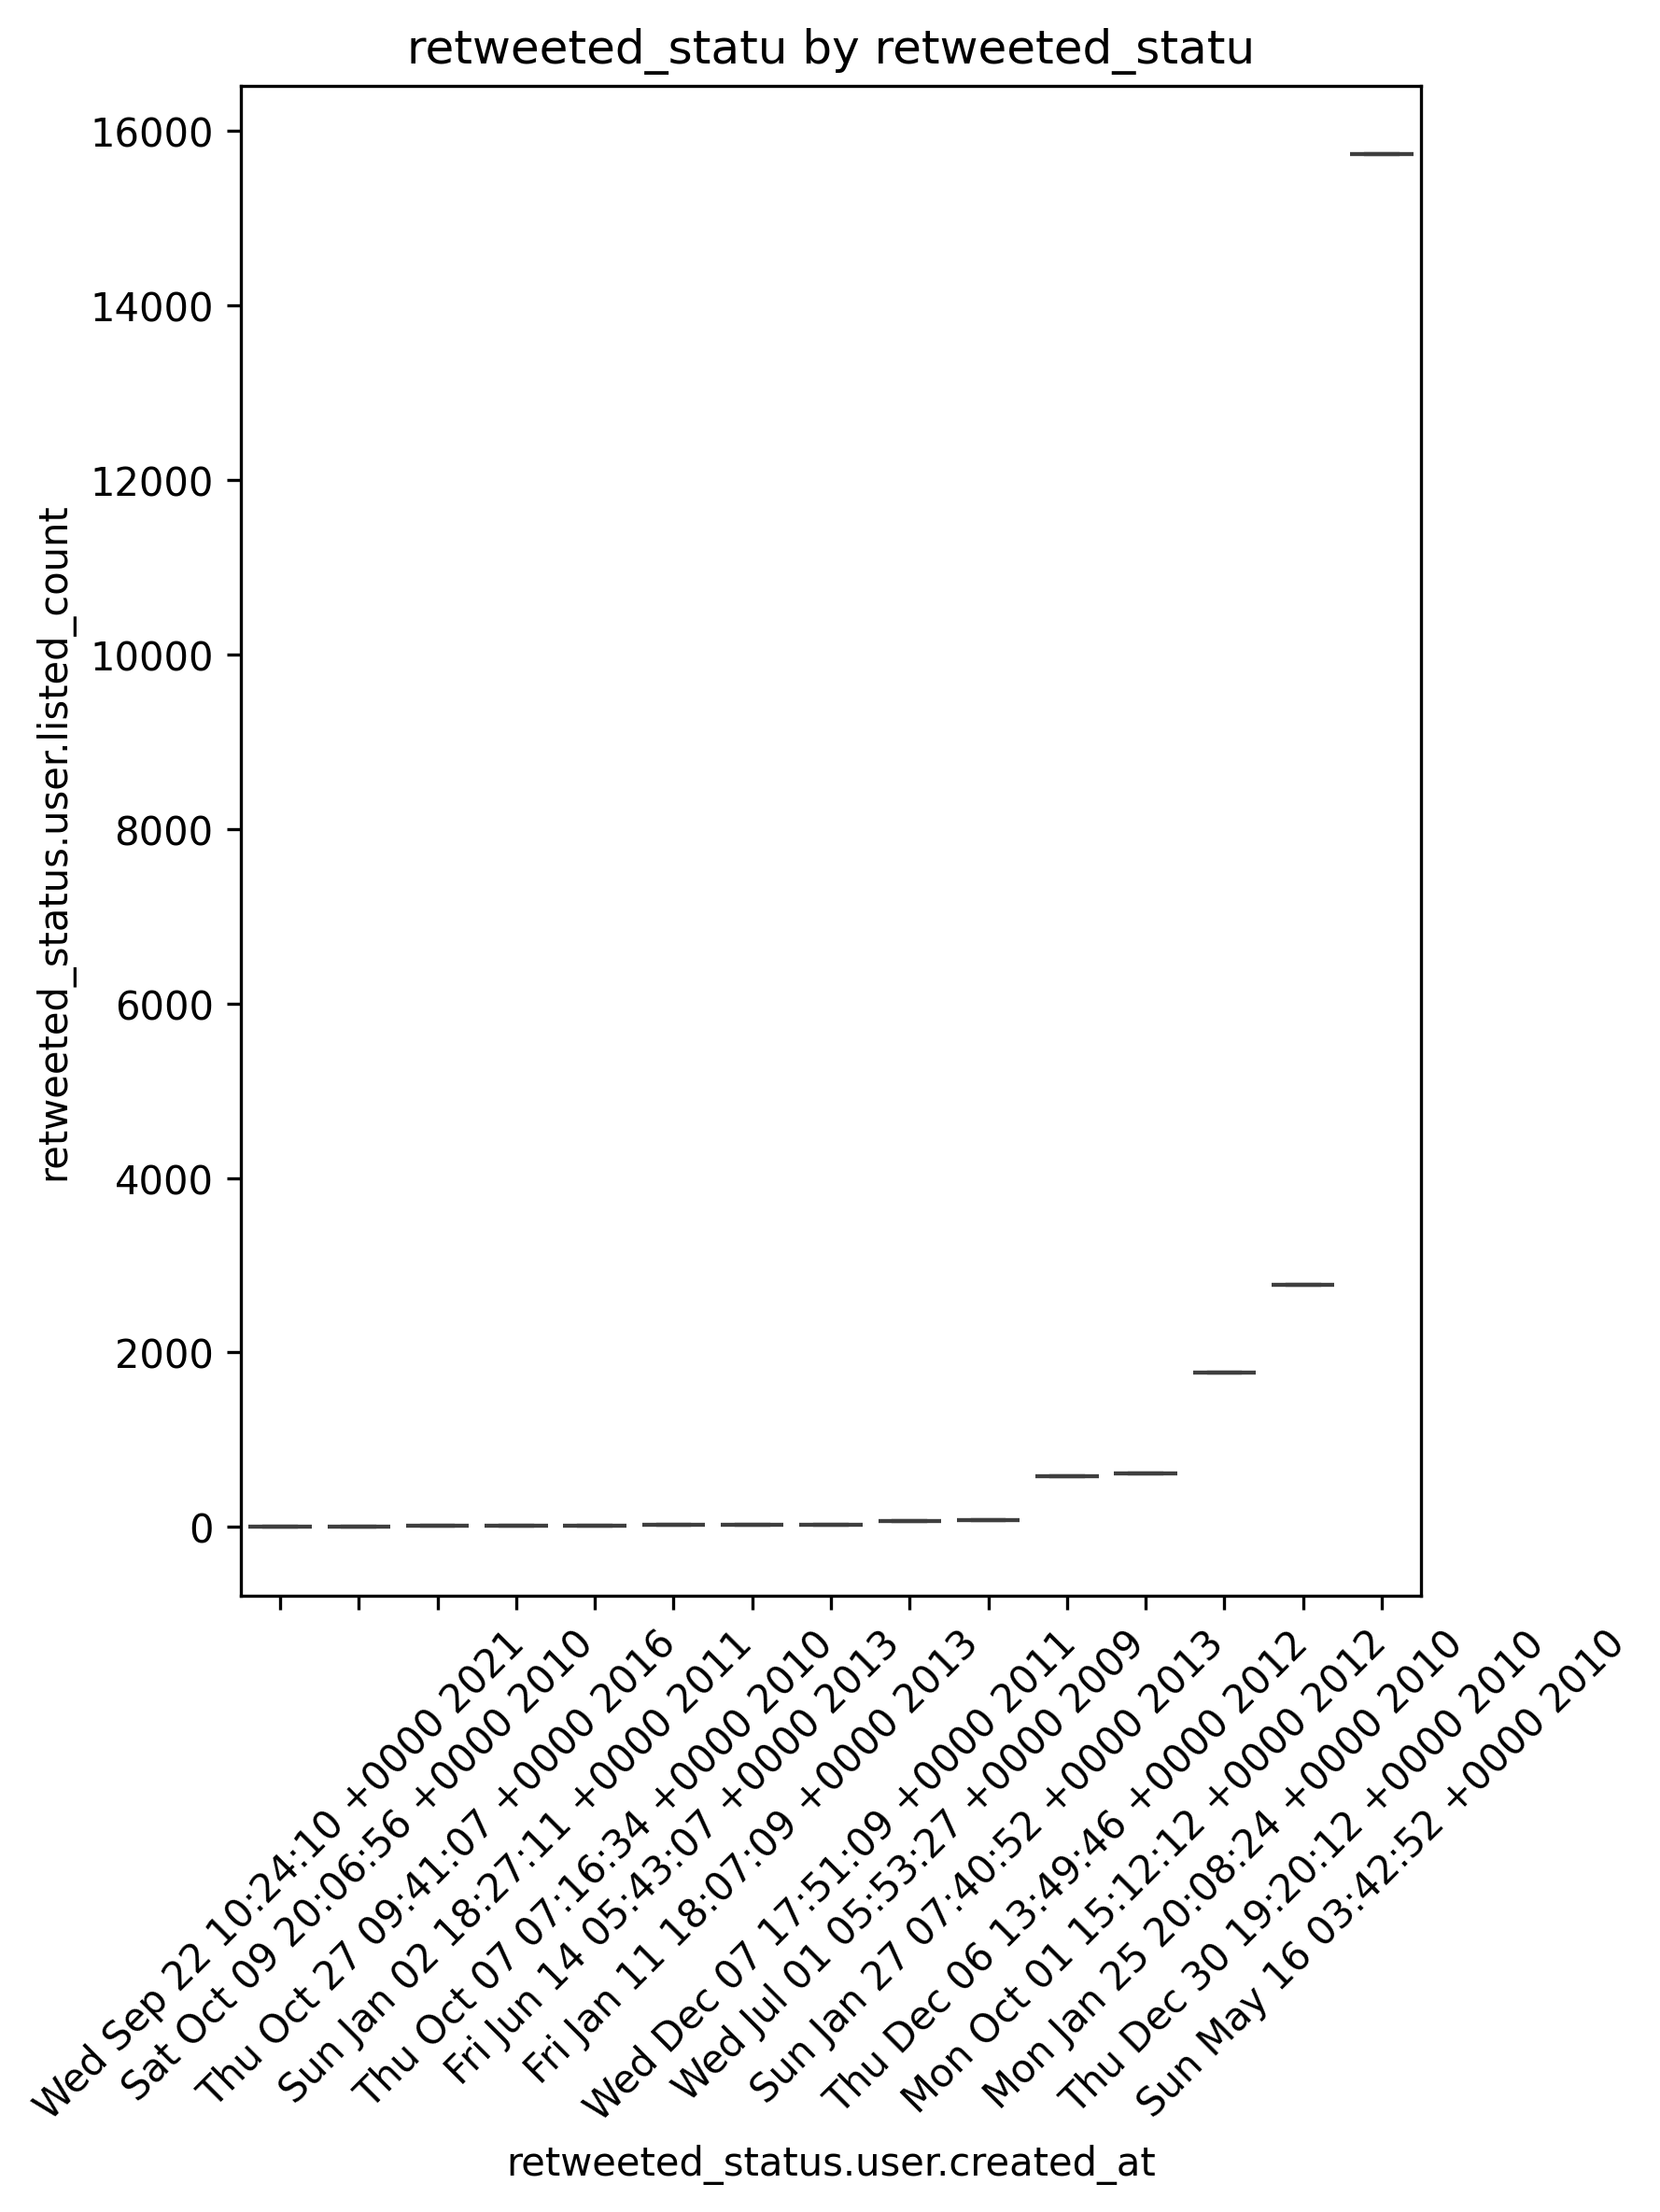 retweeted_statu by retweeted_statu
16000
14000
12000
10000
8000
6000
4000
2000
0
retweeted_status.user.listed_count
Wed Sep 22 10:24:10 +0000 2021
Sat Oct 09 20:06:56 +0000 2010
Thu Oct 27 09:41:07 +0000 2016
Sun Jan 02 18:27:11 +0000 2011
Thu Oct 07 07:16:34 +0000 2010
Fri Jun 14 05:43:07 +0000 2013
Fri Jan 11 18:07:09 +0000 2013
Wed Dec 07 17:51:09 +0000 2011
Wed Jul 01 05:53:27 +0000 2009
Sun Jan 27 07:40:52 +0000 2013
Thu Dec 06 13:49:46 +0000 2012
Mon Oct 01 15:12:12 +0000 2012
Mon Jan 25 20:08:24 +0000 2010
Thu Dec 30 19:20:12 +0000 2010
Sun May 16 03:42:52 +0000 2010
retweeted_status.user.created_at